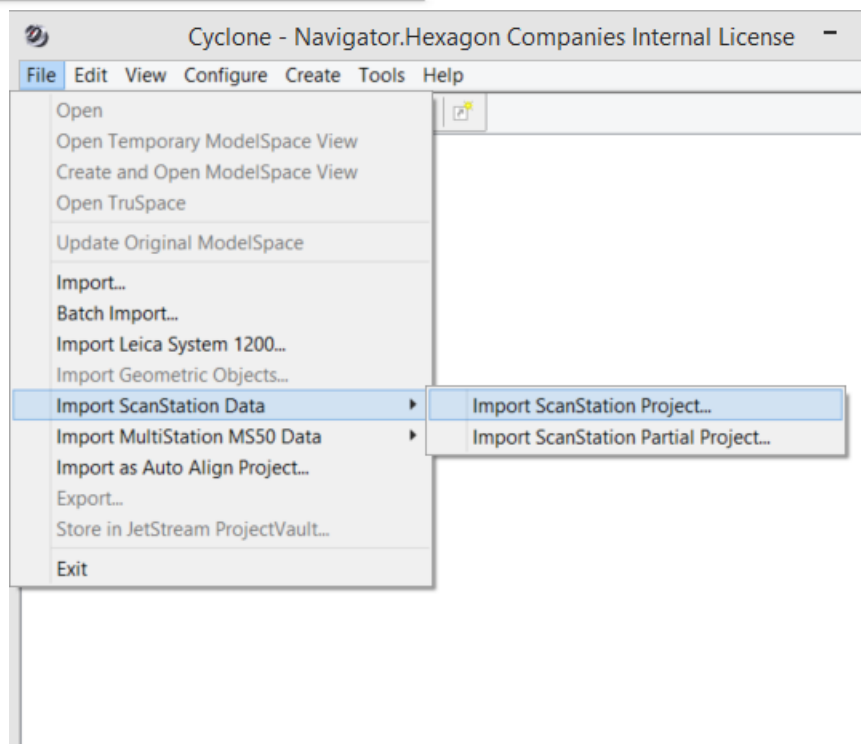 Cyclone - Navigator.Hexagon Companies Internal License
File Edit View Configure Create Tools Help
Open
Open Temporary ModelSpace View
Create and Open ModelSpace View
Open TruSpace
Update Original ModelSpace
Import...
Batch Import...
Import Leica System 1200...
Import Geometric Objects...
Import ScanStation Data
Import ScanStation Project...
Import MultiStation MS50 Data
Import ScanStation Partial Project...
Import as Auto Align Project...
Export...
Store in JetStream ProjectVault...
Exit